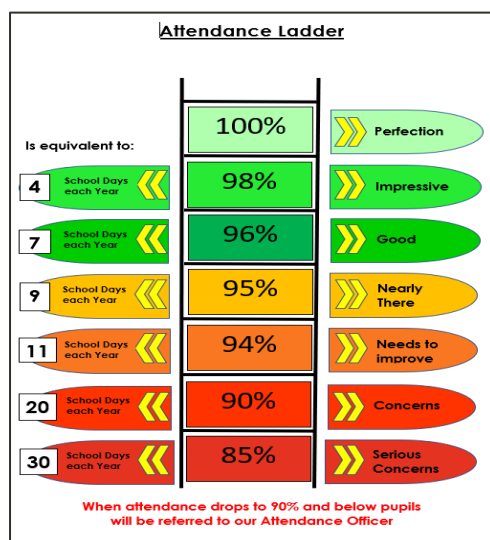 Attendance Ladder
100%
Perfection
Is equivalent to:
4
School Days
each Year
98%
Impressive
7
School Days
each Year
96%
Good
9
School Days
each Year
95%
Nearly
There
11
School Days
each Year
94%
Needs to
improve
20
School Days
each Year
90%
Concerns
30
School Days
each Year
85%
Serious
Concerns
When attendance drops to 90% and below pupils
will be referred to our Attendance Officer